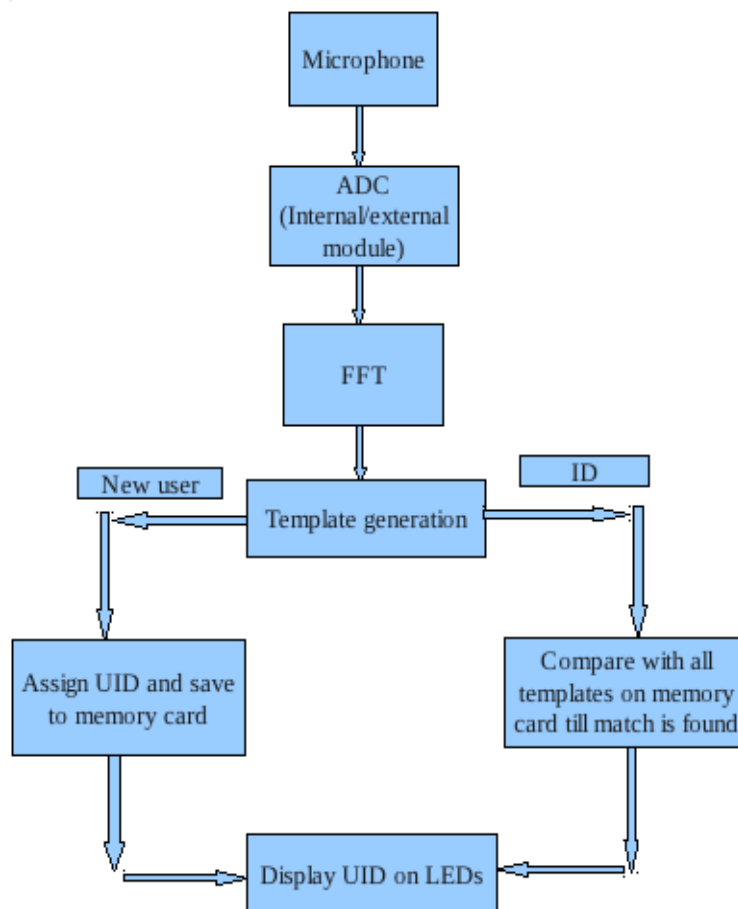 Microphone
ADC
(Internal/external
module)
FFT
New user
ID
Template generation
Assign UID and save
to memory card
Compare with all
templates on memory
card till match is found
Display UID on LEDs